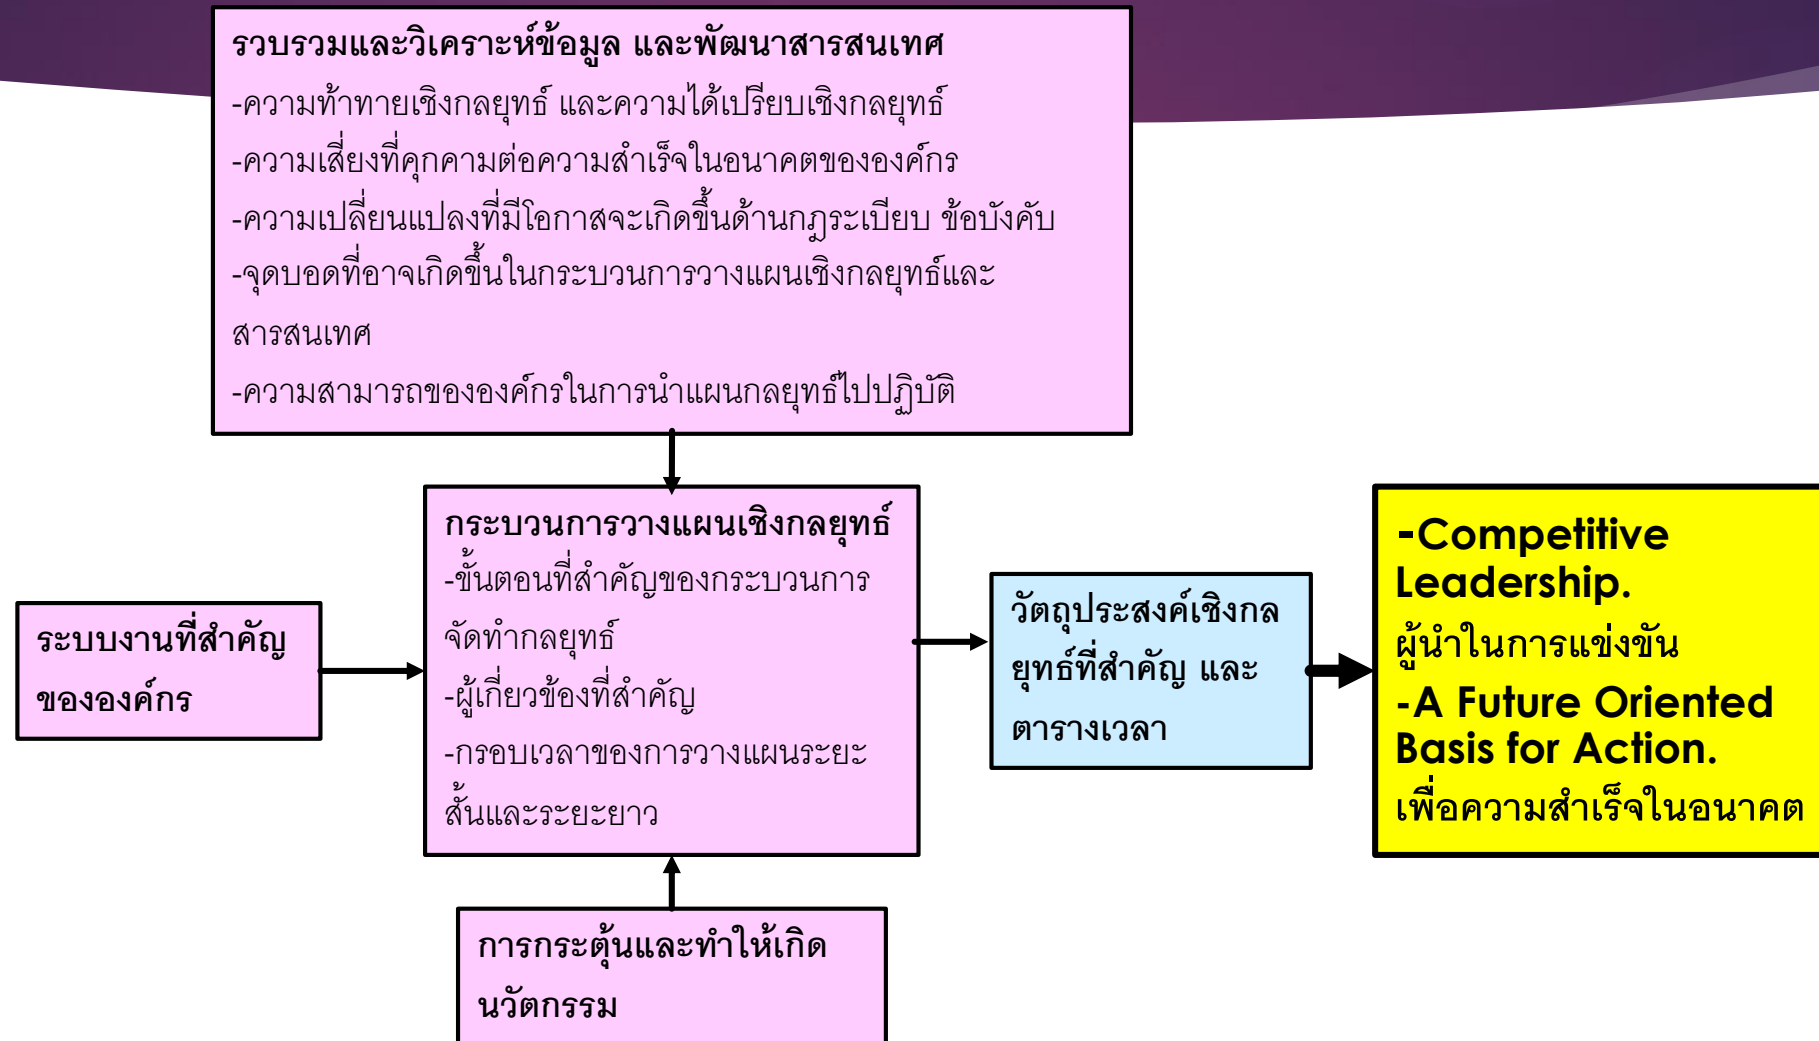 รวบรวมและวิเคราะห์ข้อมูล และพัฒนาสารสนเทศ
-ความท้าทายเชิงกลยุทธ์ และความได้เปรียบเชิงกลยุทธ์
-ความเสี่ยงที่คุกคามต่อความสำเร็จในอนาคตขององค์กร
-ความเปลี่ยนแปลงที่มีโอกาสจะเกิดขึ้นด้านกฎระเบียบ ข้อบังคับ
-จุดบอดที่อาจเกิดขึ้นในกระบวนการวางแผนเชิงกลยุทธ์และ
สารสนเทศ
-ความสามารถขององค์กรในการนำแผนกลยุทธ์ไปปฏิบัติ
ระบบงานที่สำคัญ
ขององค์กร
กระบวนการวางแผนเชิงกลยุทธ์
-ขั้นตอนที่สำคัญของกระบวนการ
จัดทำกลยุทธ์
-ผู้เกี่ยวข้องที่สำคัญ
-กรอบเวลาของการวางแผนระยะ
สั้นและระยะยาว
การกระตุ้นและทำให้เกิด
นวัตกรรม
วัตถุประสงค์เชิงกล
ยุทธ์ที่สำคัญ และ
ตารางเวลา
-Competitive
Leadership.
ผู้นำในการแข่งขัน
-A Future Oriented
Basis for Action.
เพื่อความสำเร็จในอนาคต